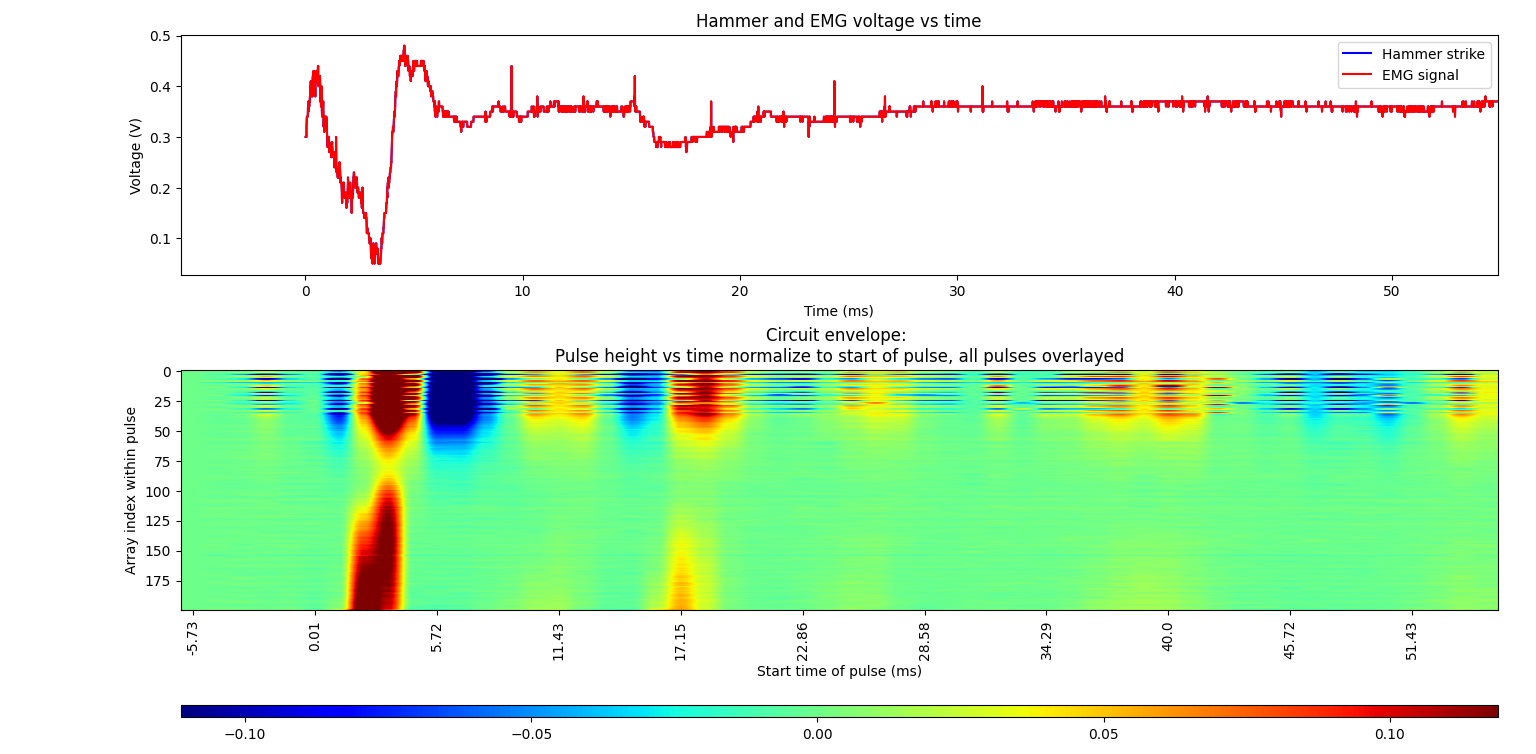 Hammer and EMG voltage vs time
0.5
0.4
0.3
0.2
0.1
Voltage (V)
Hammer strike
EMG signal
0 10 20 30 40 50
Time (ms)
Circuit envelope:
Pulse height vs time normalize to start of pulse, all pulses overlayed
0
25
50
75
100
125
150
175
Array index within pulse
-5.73 0.01 5.72 11.43 17.15 22.86 28.58 34.29 40.0 45.72 51.43
Start time of pulse (ms)
−0.10 −0.05 0.00 0.05 0.10